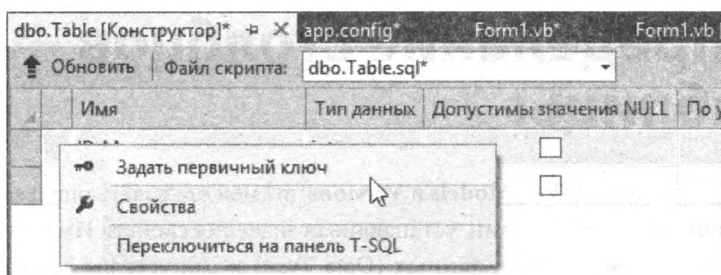 dbo.Table [Конструктор]* app.config* Form1.vb* Form1.vb
Обновить Файл скрипта: dbo.Table.sql*
Имя Тип данных Допустимы значения NULL По у
Задать первичный ключ
Свойства
Переключиться на панель T-SQL